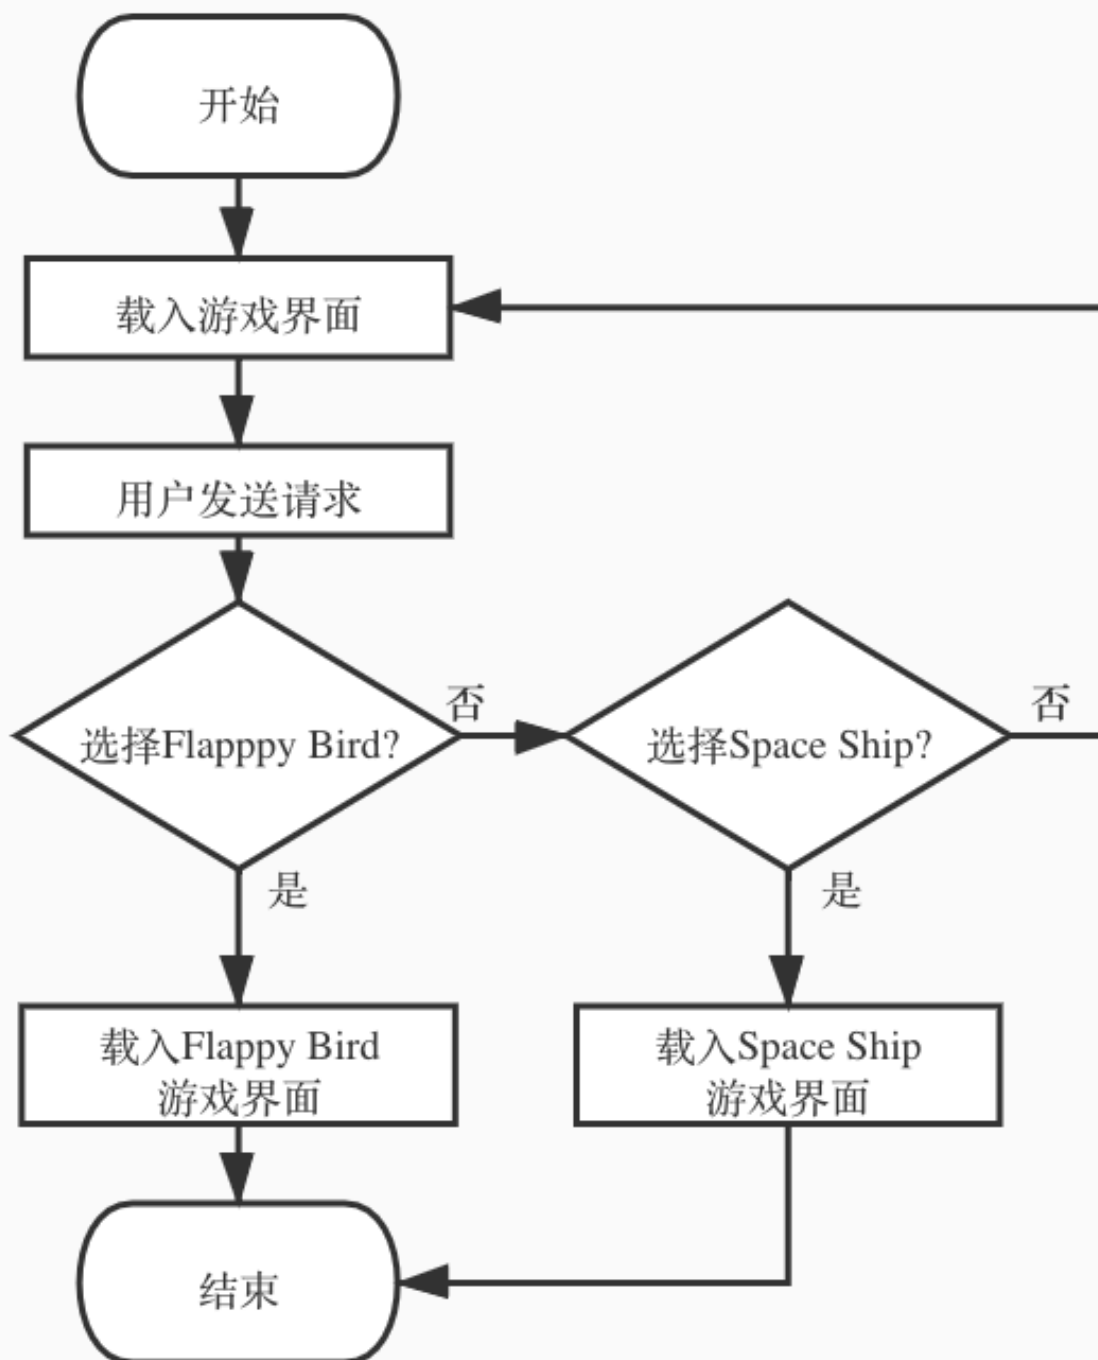 开始
载入游戏界面
用户发送请求
选择Flapppy Bird?
否
选择Space Ship?
否
是
是
载入Flappy Bird
游戏界面
载入Space Ship
游戏界面
结束